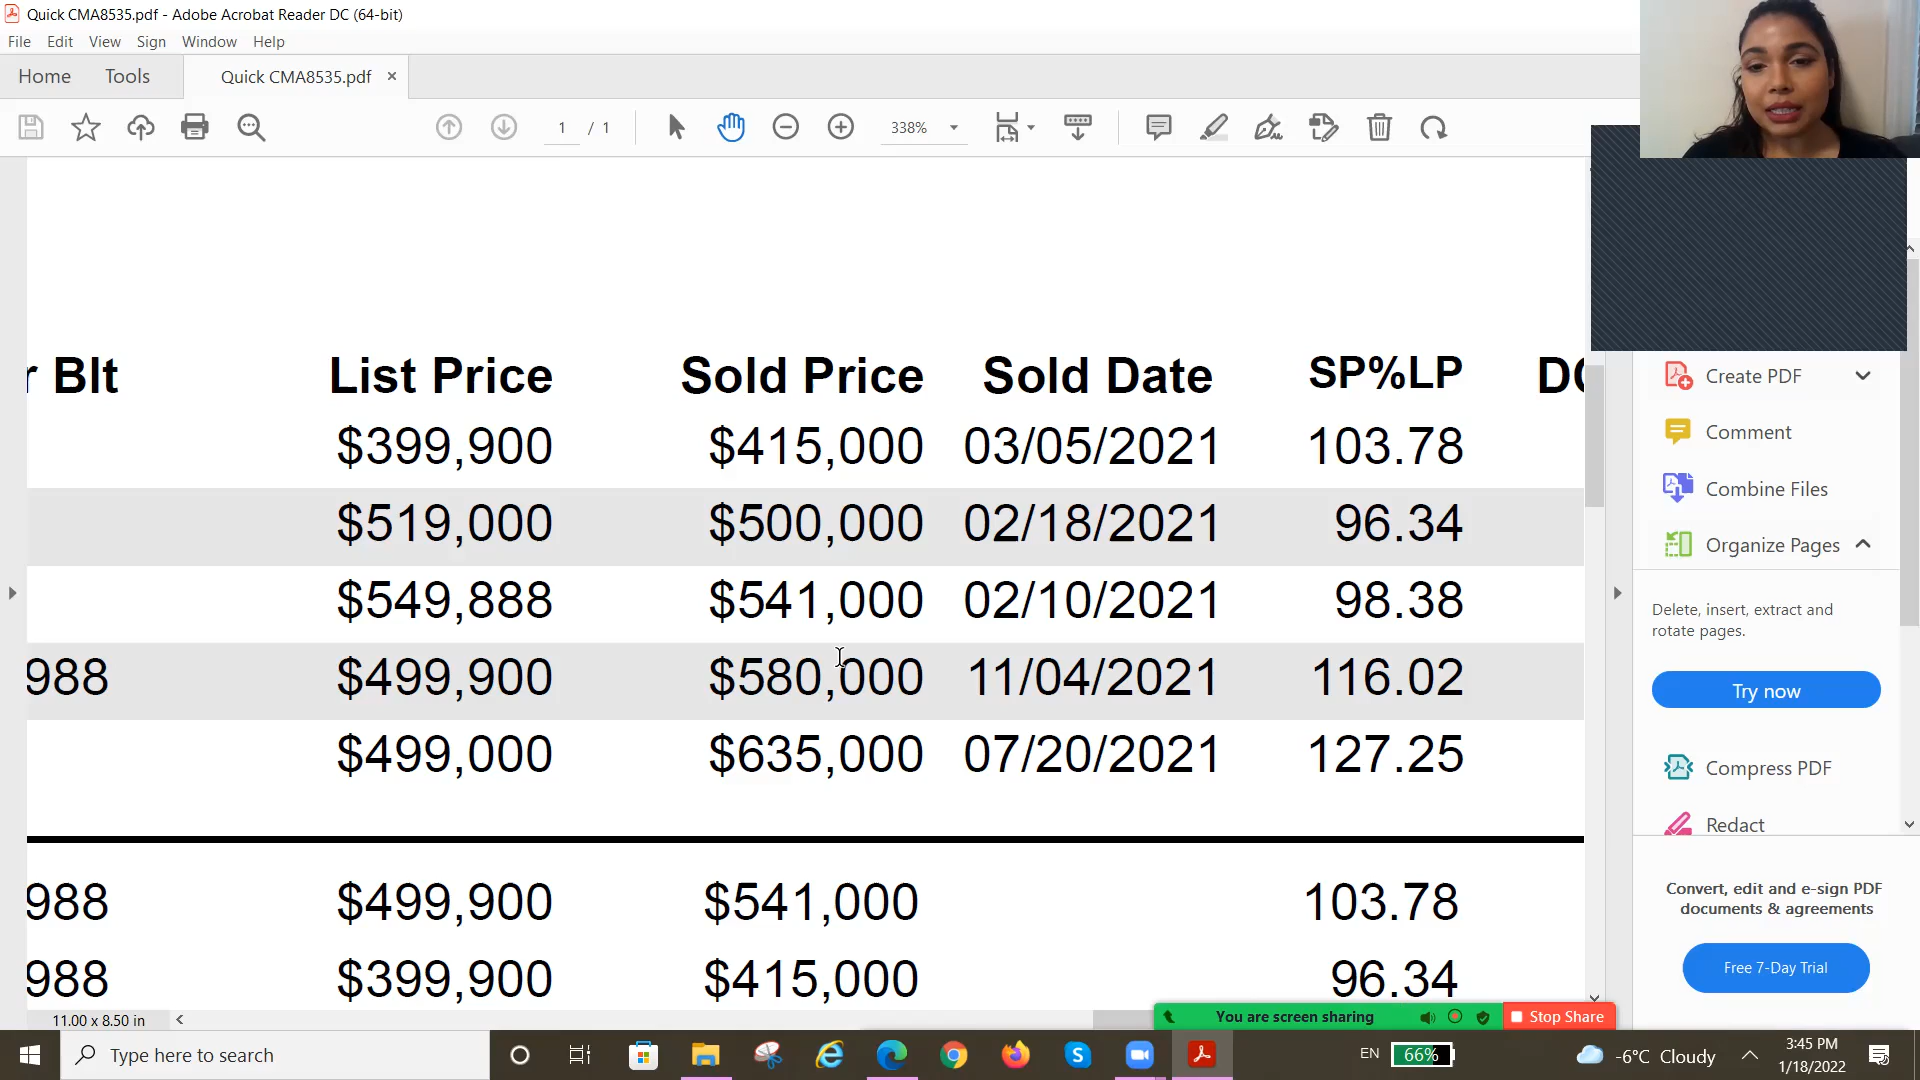 Quick CMA8535.pdf - Adobe Acrobat Reader DC (64-bit)
File Edit View Sign Window Help
Home Tools Quick CMA8535.pdf ×
1 / 1 338%
r Blt List Price Sold Price Sold Date SP%LP
$399,900 $415,000 03/05/2021 103.78
$519,000 $500,000 02/18/2021 96.34
$549,888 $541,000 02/10/2021 98.38
988 $499,900 $580,000 11/04/2021 116.02
$499,000 $635,000 07/20/2021 127.25
988 $499,900 $541,000 103.78
988 $399,900 $415,000 96.34
Create PDF
Comment
Combine Files
Organize Pages
Delete, insert, extract and
rotate pages.
Try now
Compress PDF
Redact
Convert, edit and e-sign PDF
documents & agreements
Free 7-Day Trial
11.00 x 8.50 in
You are screen sharing Stop Share
Type here to search
EN 66% -6°C Cloudy
3:45 PM
1/18/2022